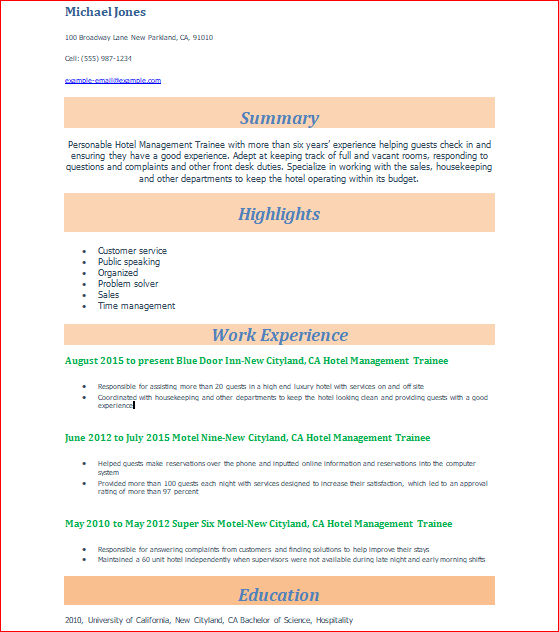 Michael Jones
100 Broadway Lane New Parkland, CA, 91010
Cell: (555) 987-1234
example-email@example.com
Summary
Personable Hotel Management Trainee with more than six years' experience helping guests check in and
ensuring they have a good experience. Adept at keeping track of full and vacant rooms, responding to
questions and complaints and other front desk duties. Specialize in working with the sales, housekeeping
and other departments to keep the hotel operating within its budget.
Highlights
• Customer service
• Public speaking
• Organized
• Problem solver
• Sales
• Time management
Work Experience
August 2015 to present Blue Door Inn-New Cityland, CA Hotel Management Trainee
• Responsible for assisting more than 20 guests in a high end luxury hotel with services on and off site
• Coordinated with housekeeping and other departments to keep the hotel looking clean and providing guests with a good
experience
June 2012 to July 2015 Motel Nine-New Cityland, CA Hotel Management Trainee
• Helped guests make reservations over the phone and inputted online information and reservations into the computer
system
• Provided more than 100 guests each night with services designed to increase their satisfaction, which led to an approval
rating of more than 97 percent
May 2010 to May 2012 Super Six Motel-New Cityland, CA Hotel Management Trainee
• Responsible for answering complaints from customers and finding solutions to help improve their stays
• Maintained a 60 unit hotel independently when supervisors were not available during late night and early morning shifts
Education
2010, University of California, New Cityland, CA Bachelor of Science, Hospitality